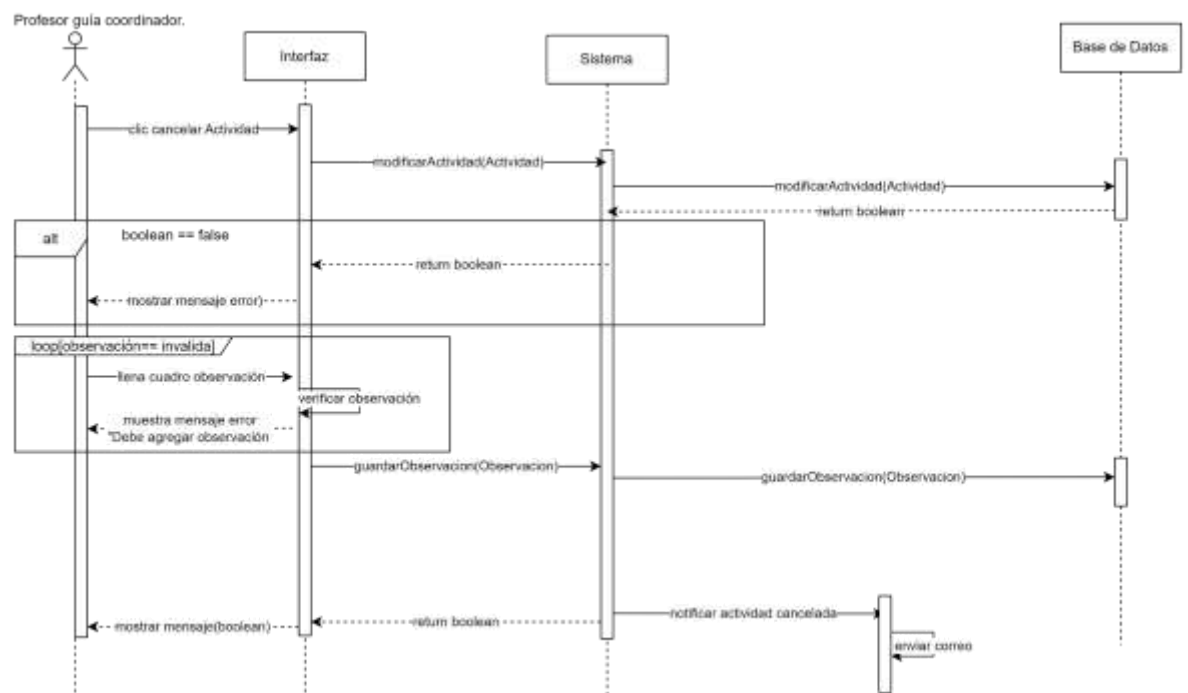 Profesor guía coordinador.
Interfaz
Sistema
Base de Datos
clic cancelar Actividad
modificarActividad(Actividad)
modificarActividad(Actividad)
return boolean
alt
boolean == false
return boolean
mostrar mensaje error)
loop[observación== invalida]
llena cuadro observación
verificar observación
muestra mensaje error
"Debe agregar observación
guardarObservacion(Observacion)
guardarObservacion(Observacion)
notificar actividad cancelada
return boolean
mostrar mensaje(boolean)
enviar correo